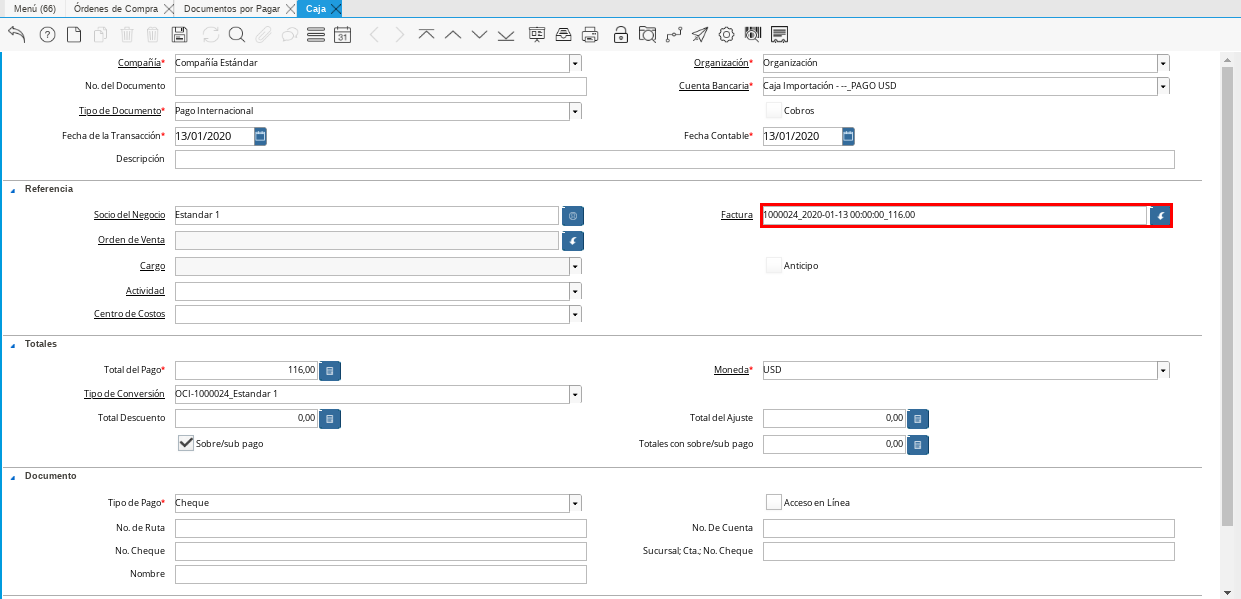 Menú (66) Órdenes de Compra Documentos por Pagar Caja
31
Compañía* Compañía Estándar Organización* Organización
No. del Documento Cuenta Bancaria* Caja Importación - --_PAGO USD
Tipo de Documento* Pago Internacional Cobros
Fecha de la Transacción* 13/01/2020 Fecha Contable* 13/01/2020
Descripción
Referencia
Socio del Negocio Estandar 1 Factura 1000024_2020-01-13 00:00:00_116.00
Orden de Venta
Cargo Anticipo
Actividad
Centro de Costos
Totales
Total del Pago* 116,00 Moneda* USD
Tipo de Conversión OCI-1000024_Estandar 1
Total Descuento 0,00 Total del Ajuste 0,00
Sobre/sub pago Totales con sobre/sub pago 0,00
Documento
Tipo de Pago* Cheque Acceso en Línea
No. de Ruta No. De Cuenta
No. Cheque Sucursal; Cta.; No. Cheque
Nombre